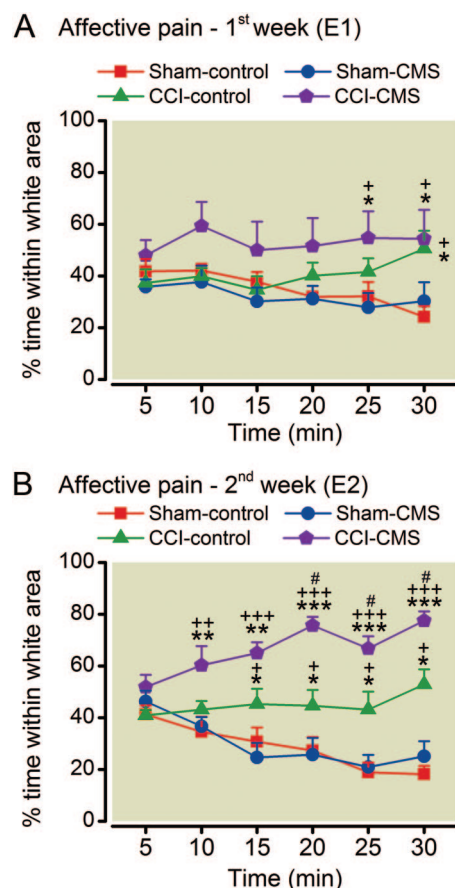 A Affective pain - 1st week (E1)
Sham-control Sham-CMS
CCI-control CCI-CMS
100
80
60
40
20
0
% time within white area
+ +
* *
+
*
5 10 15 20 25 30
Time (min)
B Affective pain - 2nd week (E2)
Sham-control Sham-CMS
CCI-control CCI-CMS
100
80
60
40
20
0
% time within white area
# # #
++ +++ +++ +++ +++
** ** *** *** ***
+ + + +
* * * *
5 10 15 20 25 30
Time (min)